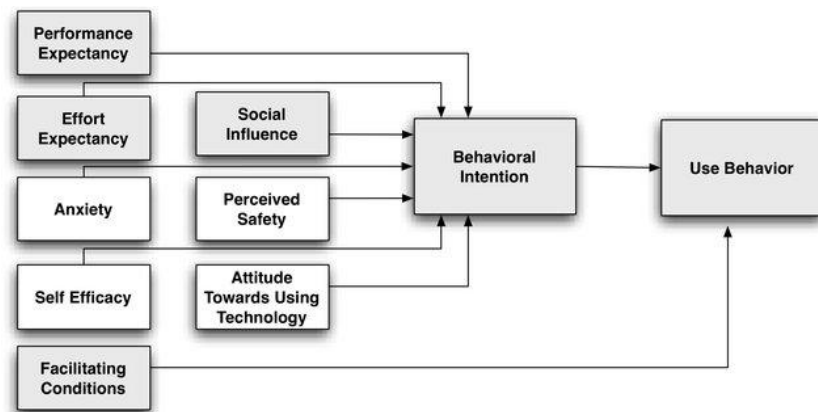 Performance
Expectancy
Effort
Expectancy
Social
Influence
Behavioral
Intention
Use Behavior
Anxiety
Perceived
Safety
Self Efficacy
Attitude
Towards Using
Technology
Facilitating
Conditions